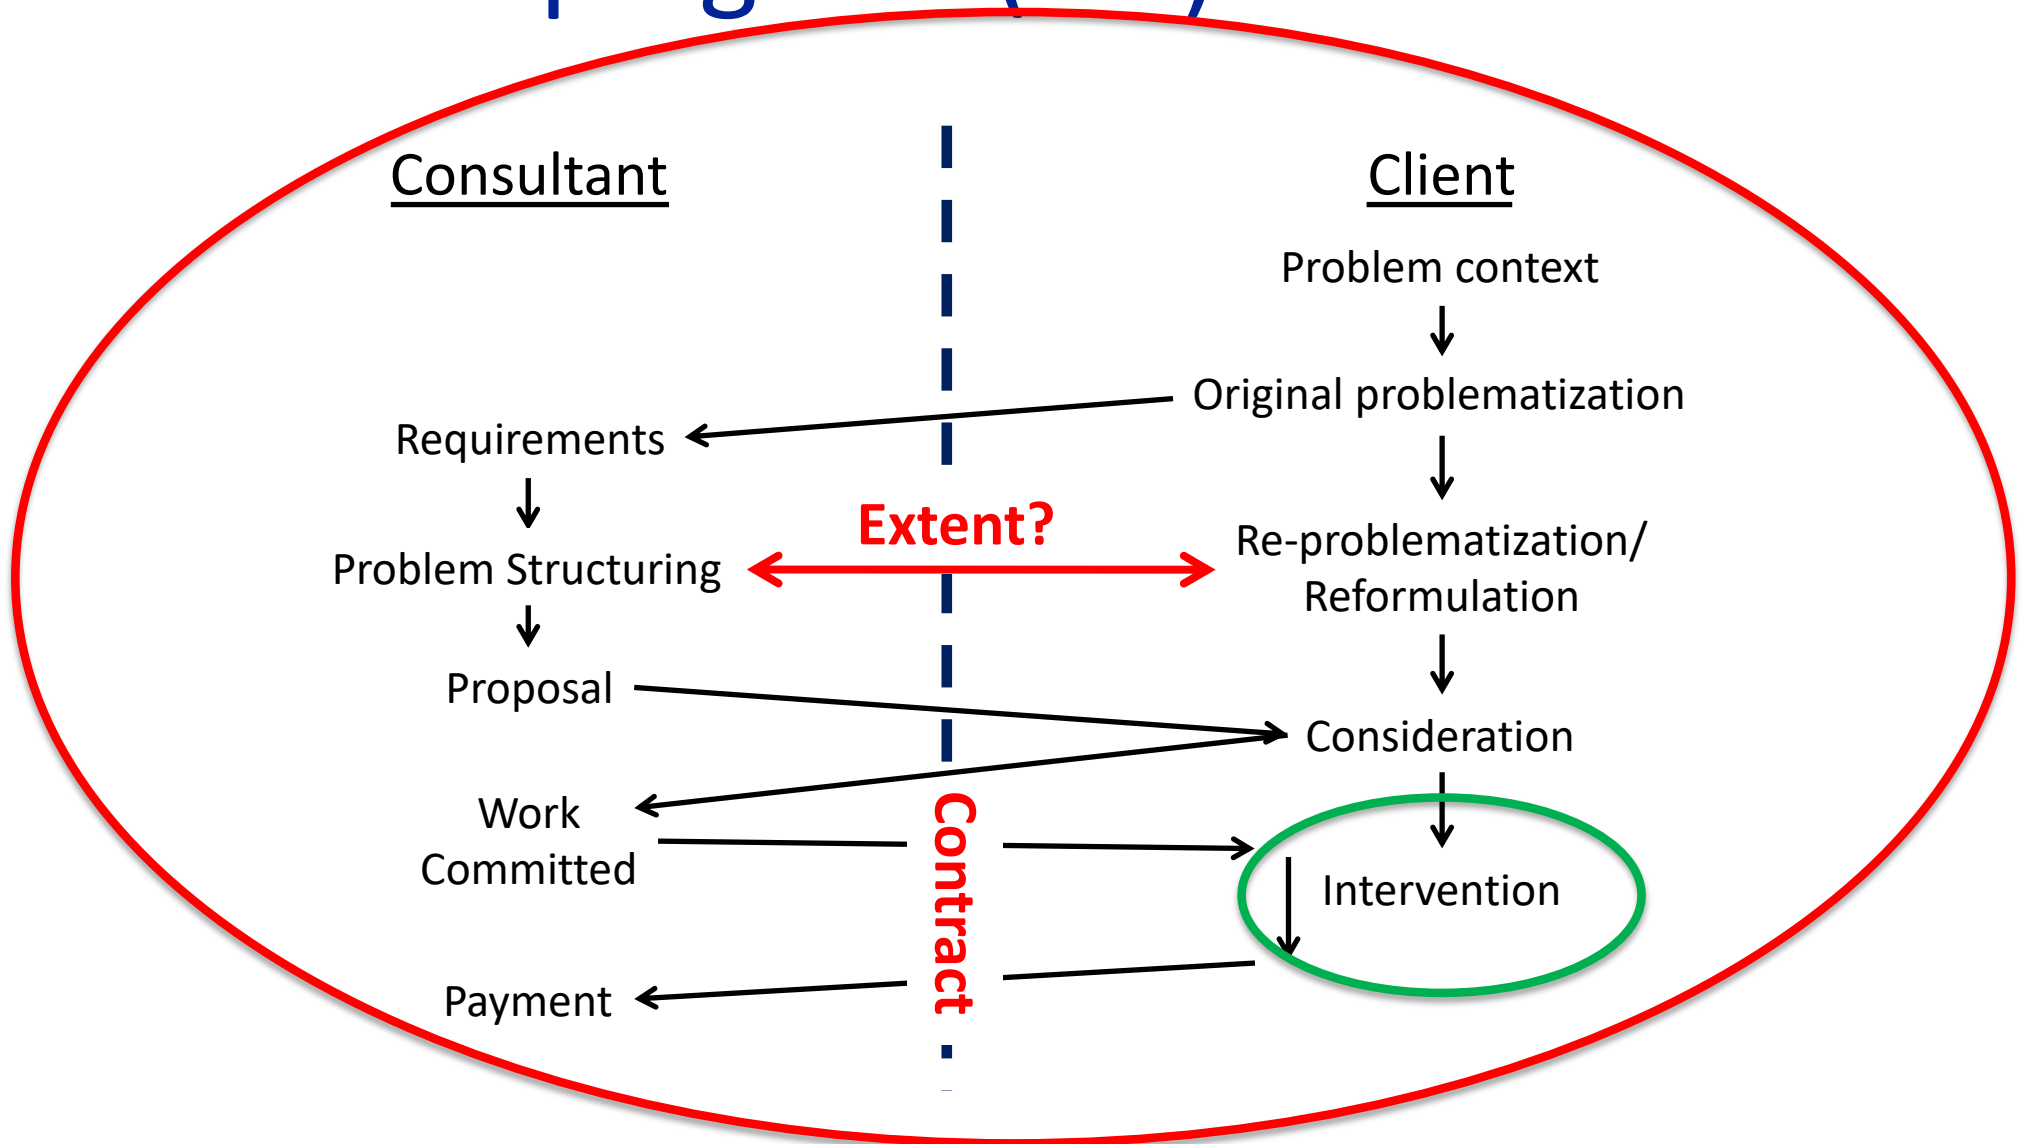 Consultant
Client
Problem context
Original problematization
Requirements
Extent?
Re-problematization/
Reformulation
Problem Structuring
Proposal
Consideration
Work
Committed
Contract
Intervention
Payment